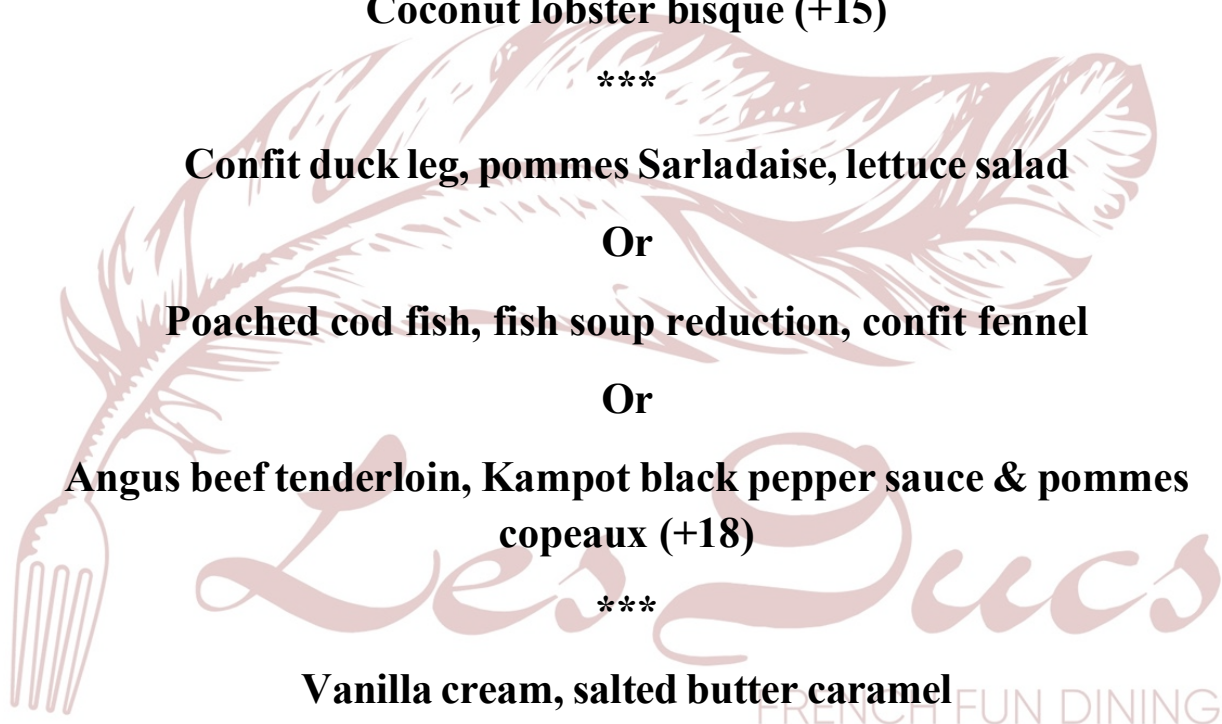 Coconut lobster bisque (+15)
***
Confit duck leg, pommes Sarladaise, lettuce salad
Or
Poached cod fish, fish soup reduction, confit fennel
Or
Angus beef tenderloin, Kampot black pepper sauce & pommes
copeaux (+18)
***
Les Ducs
Vanilla cream, salted butter caramel
FRENCH FUN DINING